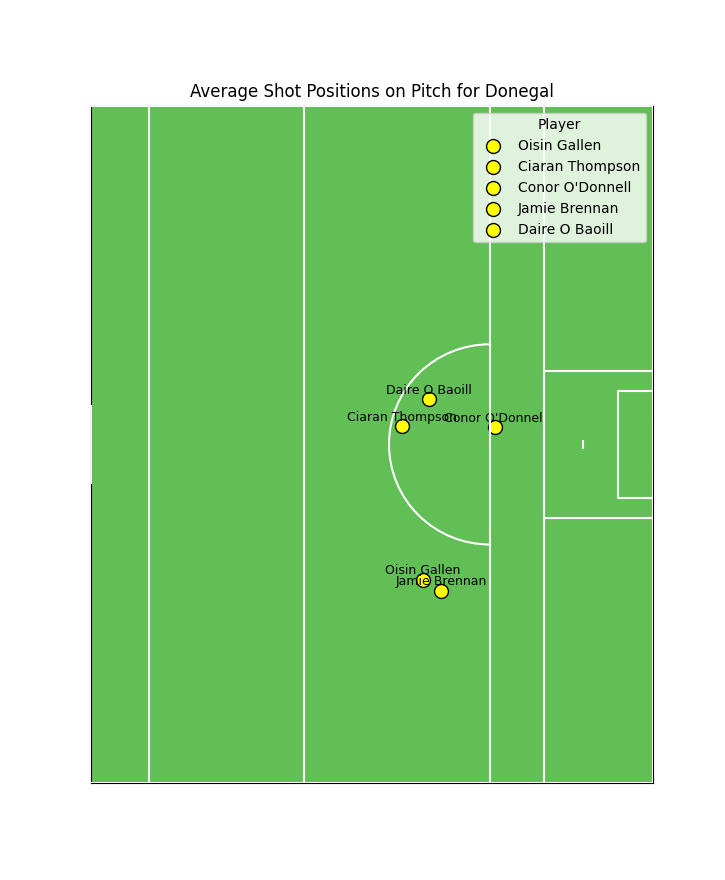 Average Shot Positions on Pitch for Donegal
Player
Oisin Gallen
Ciaran Thompson
Conor O'Donnell
Jamie Brennan
Daire O Baoill
Daire O Baoill
Ciaran Thompson
Conor O'Donnel
Oisin Gallen
Jamie Brennan